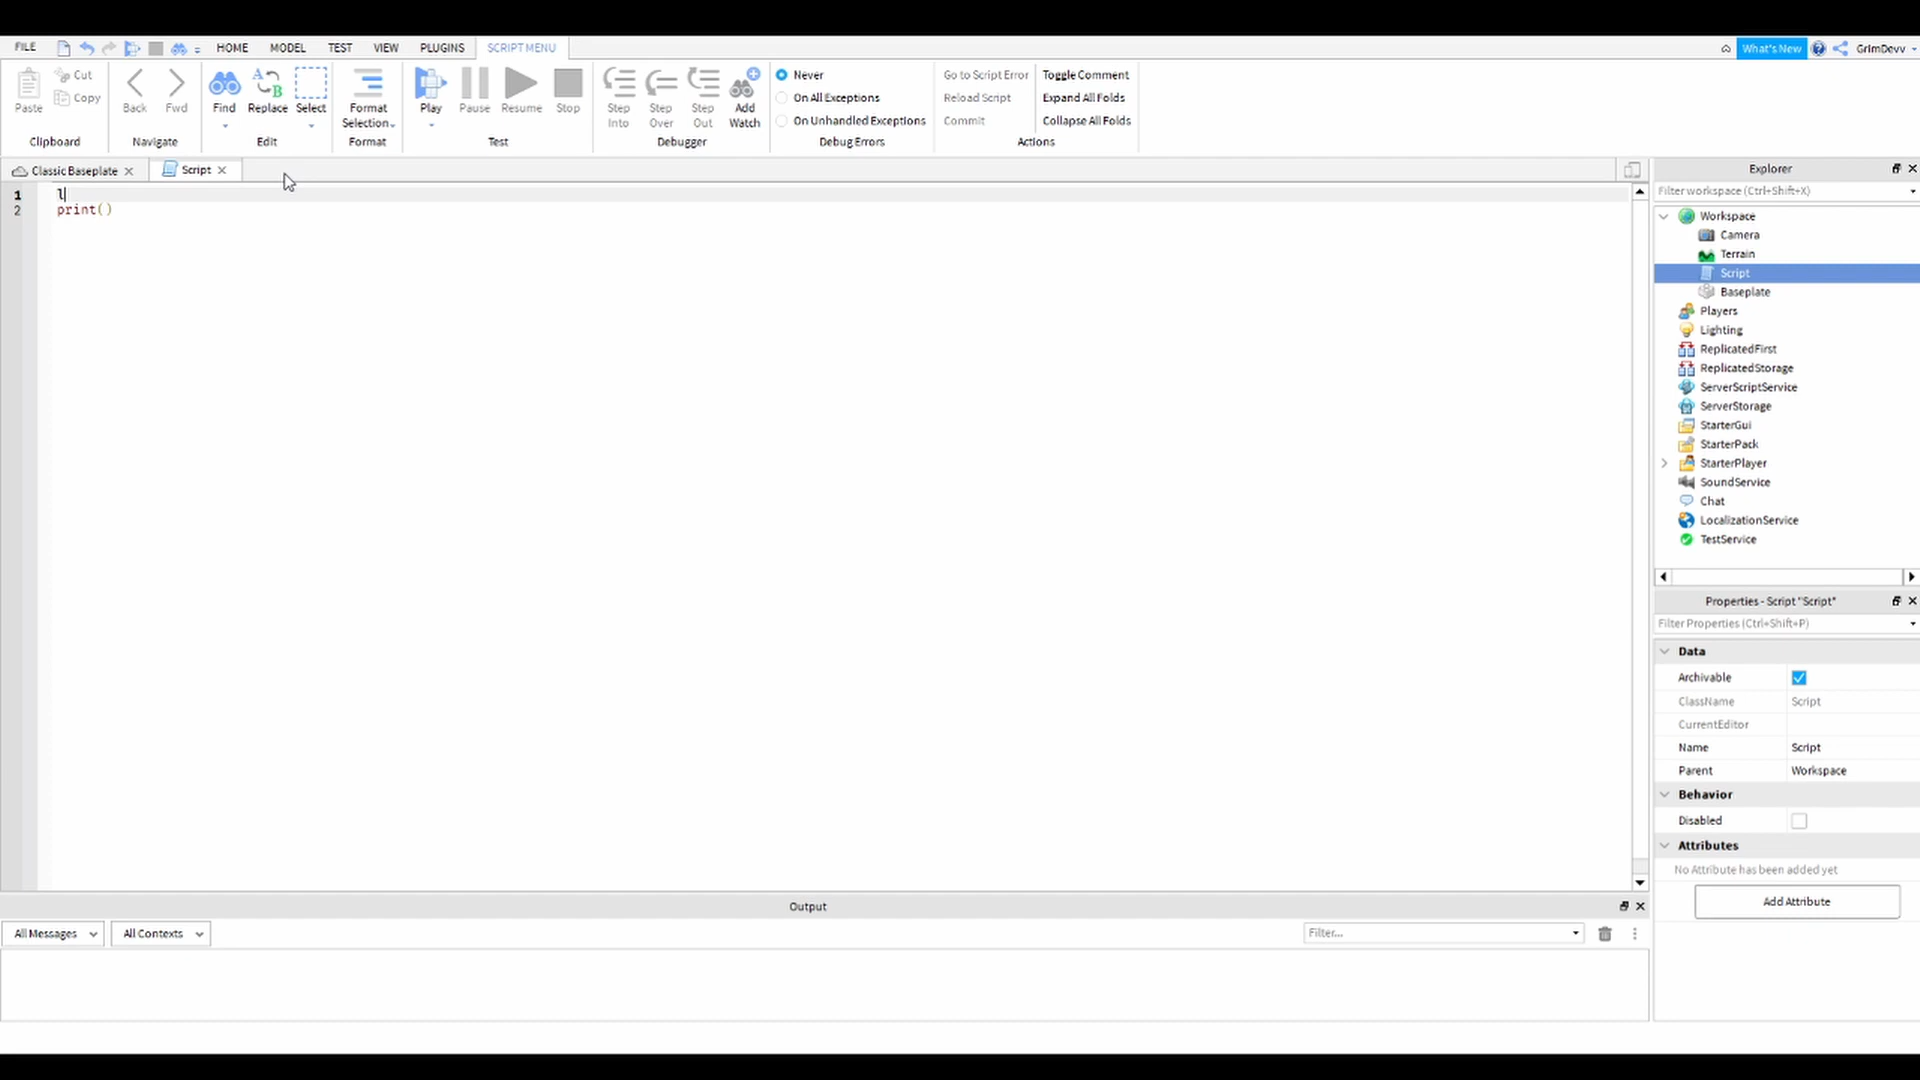 FILE HOME MODEL TEST VIEW PLUGINS SCRIPT MENU What's New GrimDevv
Paste Cut Copy Clipboard
Back Fwd Navigate
Find Replace Select Edit
Format Selection Format
Play Pause Resume Stop Test
Step Into Step Over Step Out Add Watch Debugger
Never
On All Exceptions
On Unhandled Exceptions
Debug Errors
Go to Script Error Toggle Comment
Reload Script Expand All Folds
Commit Collapse All Folds
Actions
Classic Baseplate Script
1 l
2 print()
Explorer
Filter workspace (Ctrl+Shift+X)
Workspace
Camera
Terrain
Script
Baseplate
Players
Lighting
ReplicatedFirst
ReplicatedStorage
ServerScriptService
ServerStorage
StarterGui
StarterPack
StarterPlayer
SoundService
Chat
LocalizationService
TestService
Properties - Script "Script"
Filter Properties (Ctrl+Shift+P)
Data
Archivable
ClassName Script
CurrentEditor
Name Script
Parent Workspace
Behavior
Disabled
Attributes
No Attribute has been added yet
Add Attribute
Output
All Messages All Contexts Filter...